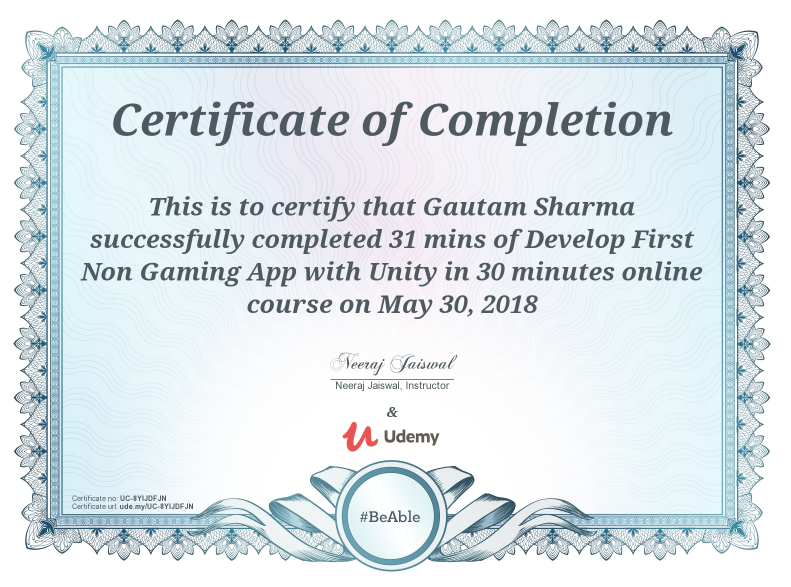 Certificate of Completion
This is to certify that Gautam Sharma
successfully completed 31 mins of Develop First
Non Gaming App with Unity in 30 minutes online
course on May 30, 2018
Neeraj Jaiswal
Neeraj Jaiswal, Instructor
&
Udemy
Certificate no: UC-8YIJDFJN
Certificate url: ude.my/UC-8YIJDFJN
#BeAble